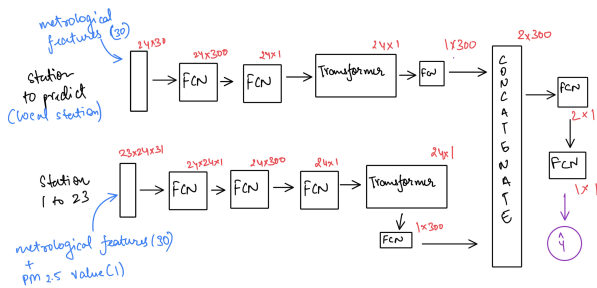 metrological
features (30)
24x30
24x300
24x1
24x1
1x300
2x300
Station
to predict
(local station)
FCN
FCN
Transformer
FCN
CONCATENATE
FCN
2x1
FCN
1x1
ŷ
23x24x31
24x24x1
24x300
24x1
24x1
Station
1 to 23
FCN
FCN
FCN
Transformer
FCN
1x300
metrological features (30)
+
PM 2.5 value (1)